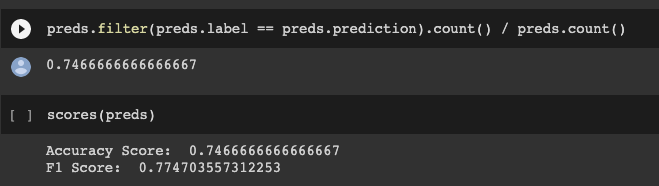 preds.filter(preds.label == preds.prediction).count() / preds.count()
0.7466666666666667
[ ] scores(preds)
Accuracy Score:  0.7466666666666667
F1 Score:  0.774703557312253